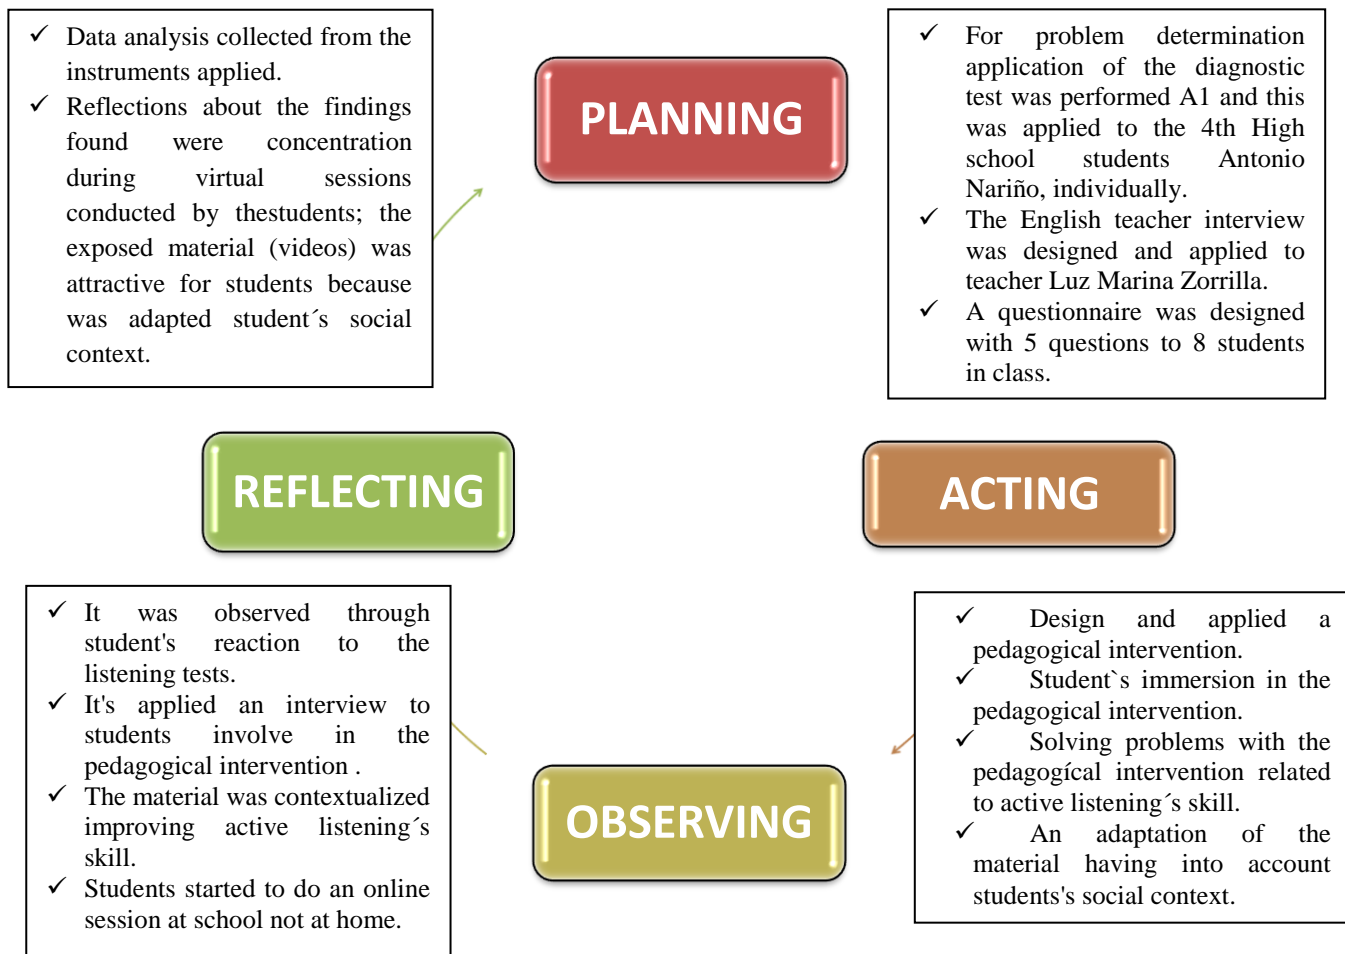 ✓ Data analysis collected from the
instruments applied.
✓ Reflections about the findings
found were concentration
during virtual sessions
conducted by thestudents; the
exposed material (videos) was
attractive for students because
was adapted student´s social
context.
PLANNING
✓ For problem determination
application of the diagnostic
test was performed A1 and this
was applied to the 4th High
school students Antonio
Nariño, individually.
✓ The English teacher interview
was designed and applied to
teacher Luz Marina Zorrilla.
✓ A questionnaire was designed
with 5 questions to 8 students
in class.
REFLECTING
ACTING
✓ It was observed through
student's reaction to the
listening tests.
✓ It's applied an interview to
students involve in the
pedagogical intervention .
✓ The material was contextualized
improving active listening´s
skill.
✓ Students started to do an online
session at school not at home.
OBSERVING
✓ Design and applied a
pedagogical intervention.
✓ Student`s immersion in the
pedagogical intervention.
✓ Solving problems with the
pedagogícal intervention related
to active listening´s skill.
✓ An adaptation of the
material having into account
students's social context.